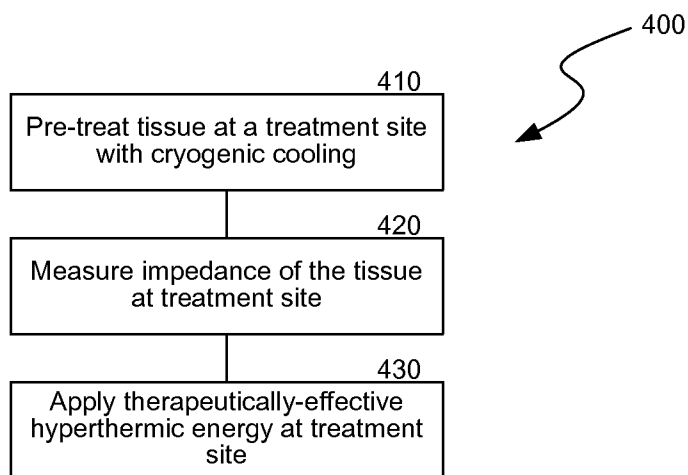 400
410
Pre-treat tissue at a treatment site
with cryogenic cooling
420
Measure impedance of the tissue
at treatment site
430
Apply therapeutically-effective
hyperthermic energy at treatment
site